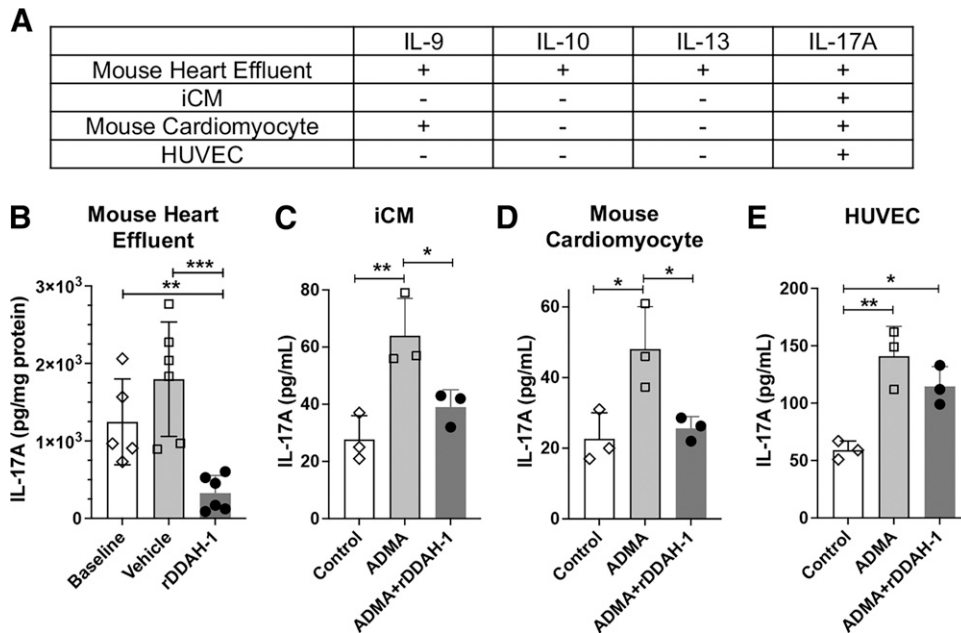 A
IL-9 IL-10 IL-13 IL-17A
Mouse Heart Effluent + + + +
iCM - - - +
Mouse Cardiomyocyte + - - +
HUVEC - - - +
B
Mouse Heart
Effluent
IL-17A (pg/mg protein)
3×10³
2×10³
1×10³
0
***
**
Baseline
Vehicle
rDDAH-1
C
iCM
IL-17A (pg/mL)
80
60
40
20
0
**
*
Control
ADMA
ADMA+rDDAH-1
D
Mouse
Cardiomyocyte
IL-17A (pg/mL)
60
40
20
0
*
*
Control
ADMA
ADMA+rDDAH-1
E
HUVEC
IL-17A (pg/mL)
200
150
100
50
0
*
**
Control
ADMA
ADMA+rDDAH-1